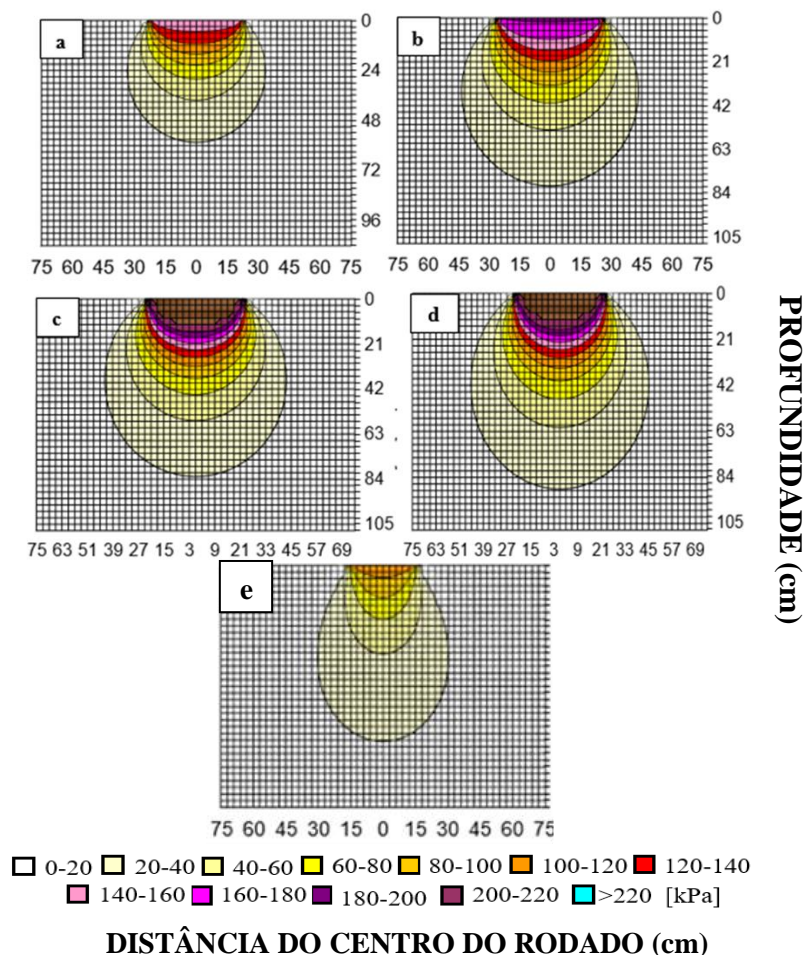 a
0
24
48
72
96
75 60 45 30 15 0 15 30 60 75
b
0
21
42
63
84
105
75 60 45 30 15 0 15 30 45 60 75
c
0
21
42
63
84
105
75 63 51 39 27 15 3 9 21 33 45 57 69
d
0
21
42
63
84
105
75 63 51 39 27 15 3 9 21 33 45 57 69
PROFUNDIDADE (cm)
e
75 60 45 30 15 0 15 30 45 60 75
0-20 20-40 40-60 60-80 80-100 100-120 120-140
140-160 160-180 180-200 200-220 >220 [kPa]
DISTÂNCIA DO CENTRO DO RODADO (cm)